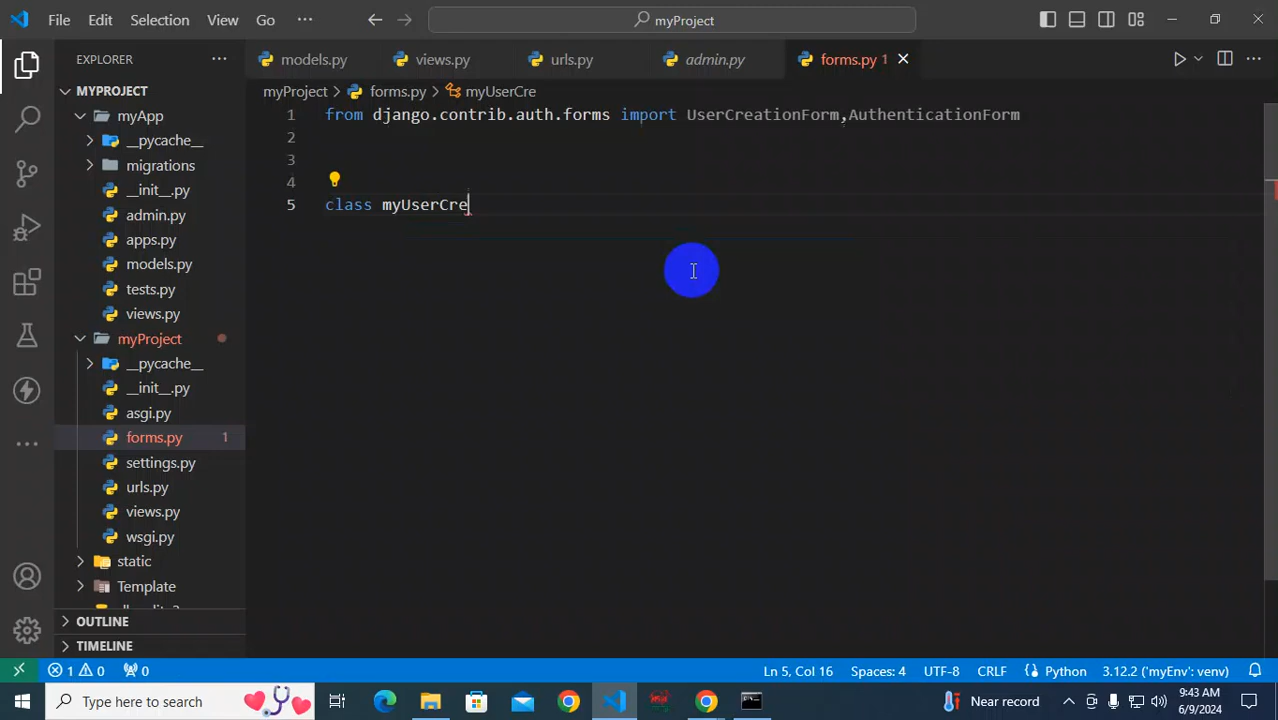 File Edit Selection View Go ··· myProject
EXPLORER ···
models.py views.py urls.py admin.py forms.py 1
MYPROJECT
myProject > forms.py > myUserCre
myApp
__pycache__
migrations
__init__.py
admin.py
apps.py
models.py
tests.py
views.py
myProject
__pycache__
__init__.py
asgi.py
forms.py 1
settings.py
urls.py
views.py
wsgi.py
static
Template
OUTLINE
TIMELINE
1 from django.contrib.auth.forms import UserCreationForm,AuthenticationForm
2
3
4
5 class myUserCre
1 0 0 Ln 5, Col 16 Spaces: 4 UTF-8 CRLF Python 3.12.2 ('myEnv': venv)
Type here to search Near record 9:43 AM
6/9/2024